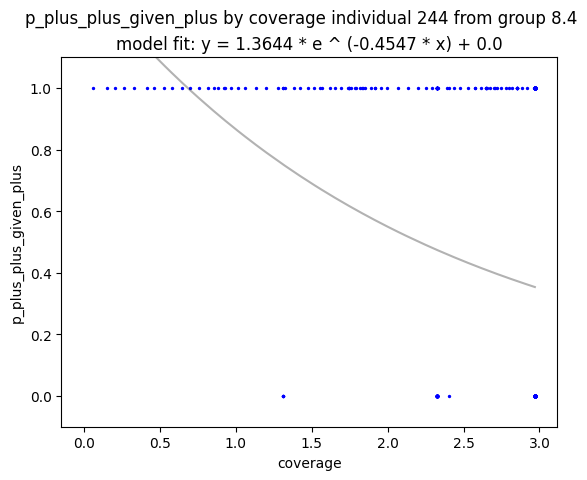 p_plus_plus_given_plus by coverage individual 244 from group 8.4
model fit: y = 1.3644 * e ^ (-0.4547 * x) + 0.0
p_plus_plus_given_plus
1.0
0.8
0.6
0.4
0.2
0.0
0.0 0.5 1.0 1.5 2.0 2.5 3.0
coverage